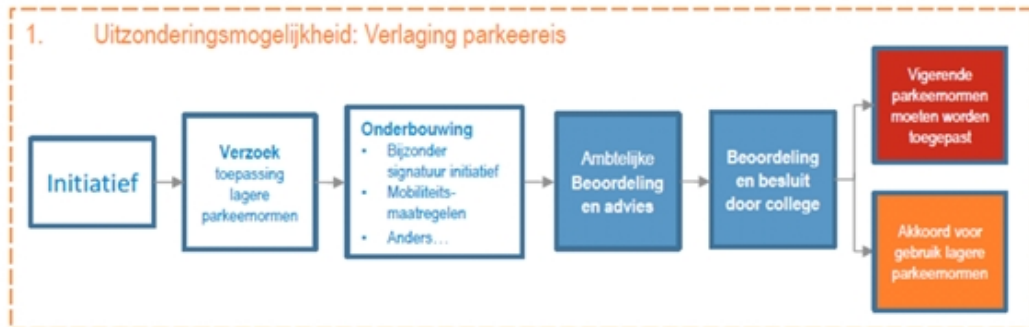 1. Uitzonderingsmogelijkheid: Verlaging parkeereis
Initiatief
Verzoek
toepassing
lagere
parkeernormen
Onderbouwing
• Bijzonder
signatuur initiatief
• Mobiliteits-
maatregelen
• Anders…
Ambtelijke
Beoordeling
en advies
Beoordeling
en besluit
door college
Vigerende
parkeernormen
moeten worden
toegepast
Akkoord voor
gebruik lagere
parkeernormen